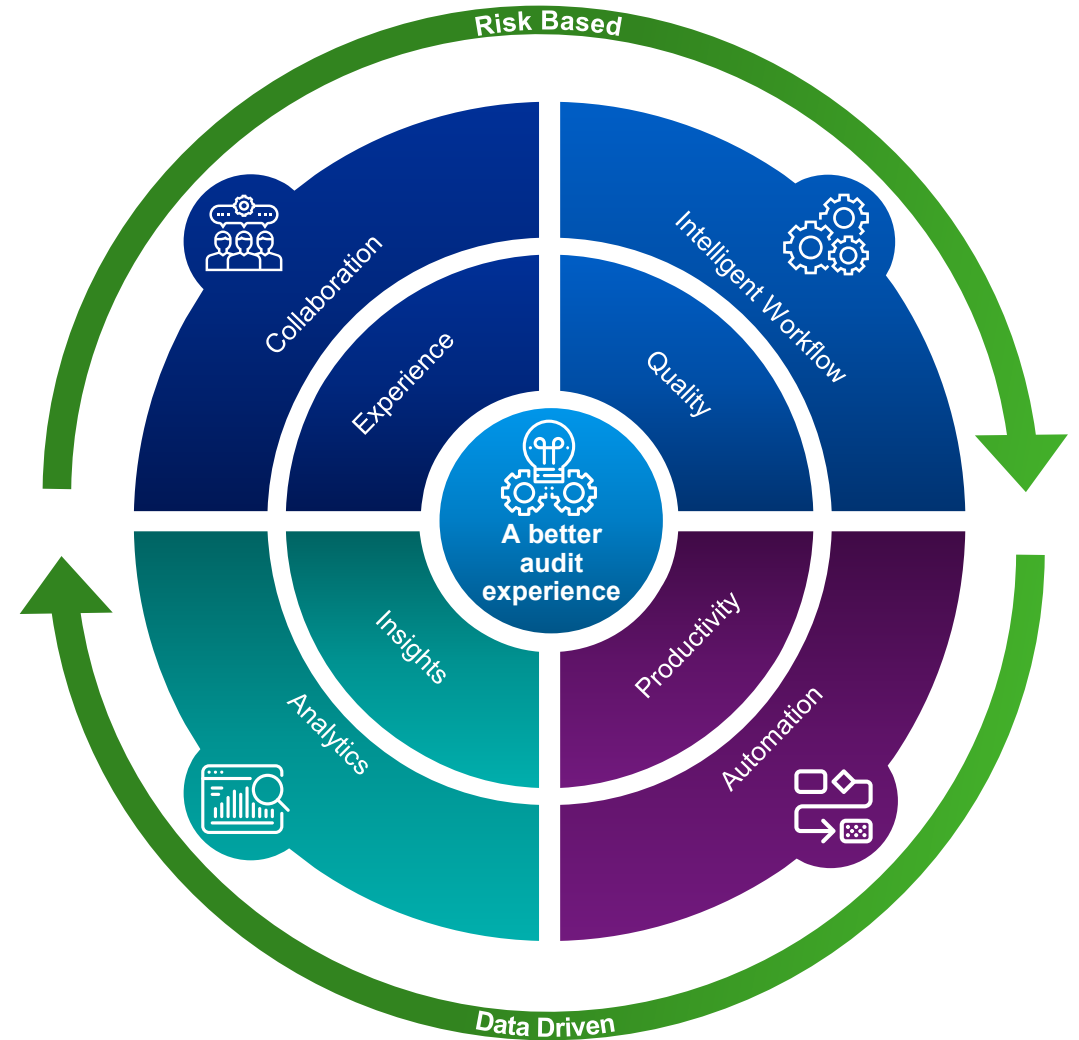 Risk Based
Collaboration
Intelligent Workflow
Experience
Quality
A better
audit
experience
Insights
Productivity
Analytics
Automation
Data Driven